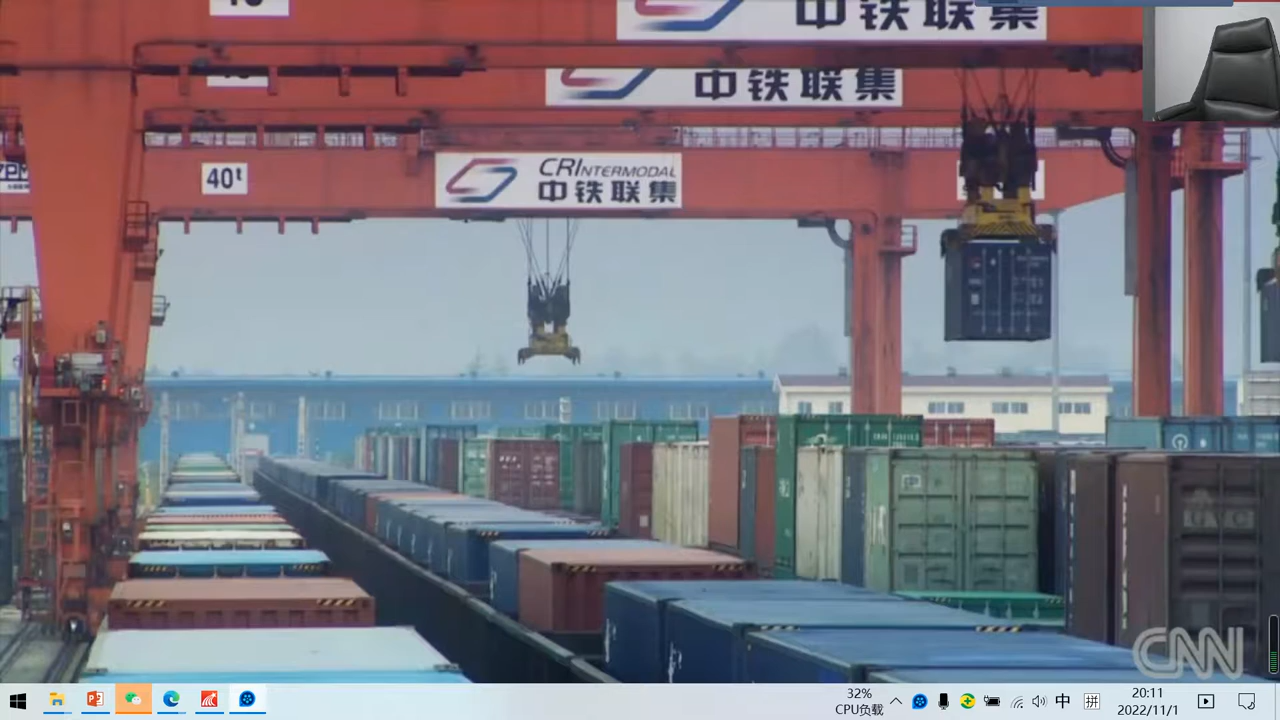 中铁联集
中铁联集
40t
CRINTERMODAL
中铁联集
CNN
32%
CPU负载
中
拼
20:11
2022/11/1